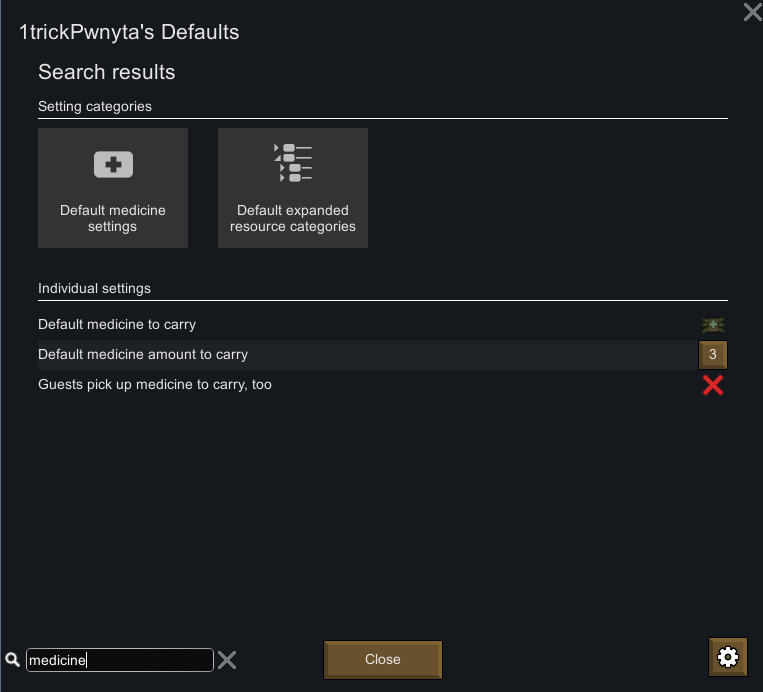 1trickPwnyta's Defaults
Search results
Setting categories
Default medicine
settings
Default expanded
resource categories
Individual settings
Default medicine to carry
Default medicine amount to carry
3
Guests pick up medicine to carry, too
medicine
Close